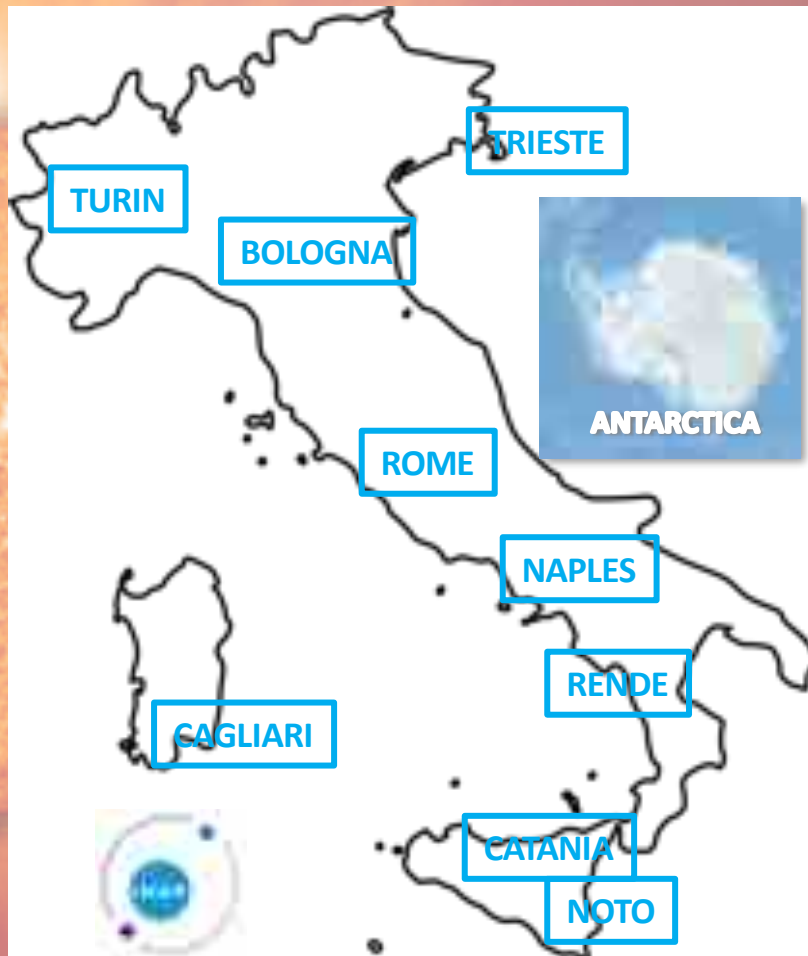 TRIESTE
TURIN
BOLOGNA
ANTARCTICA
ROME
NAPLES
RENDE
CAGLIARI
CATANIA
NOTO